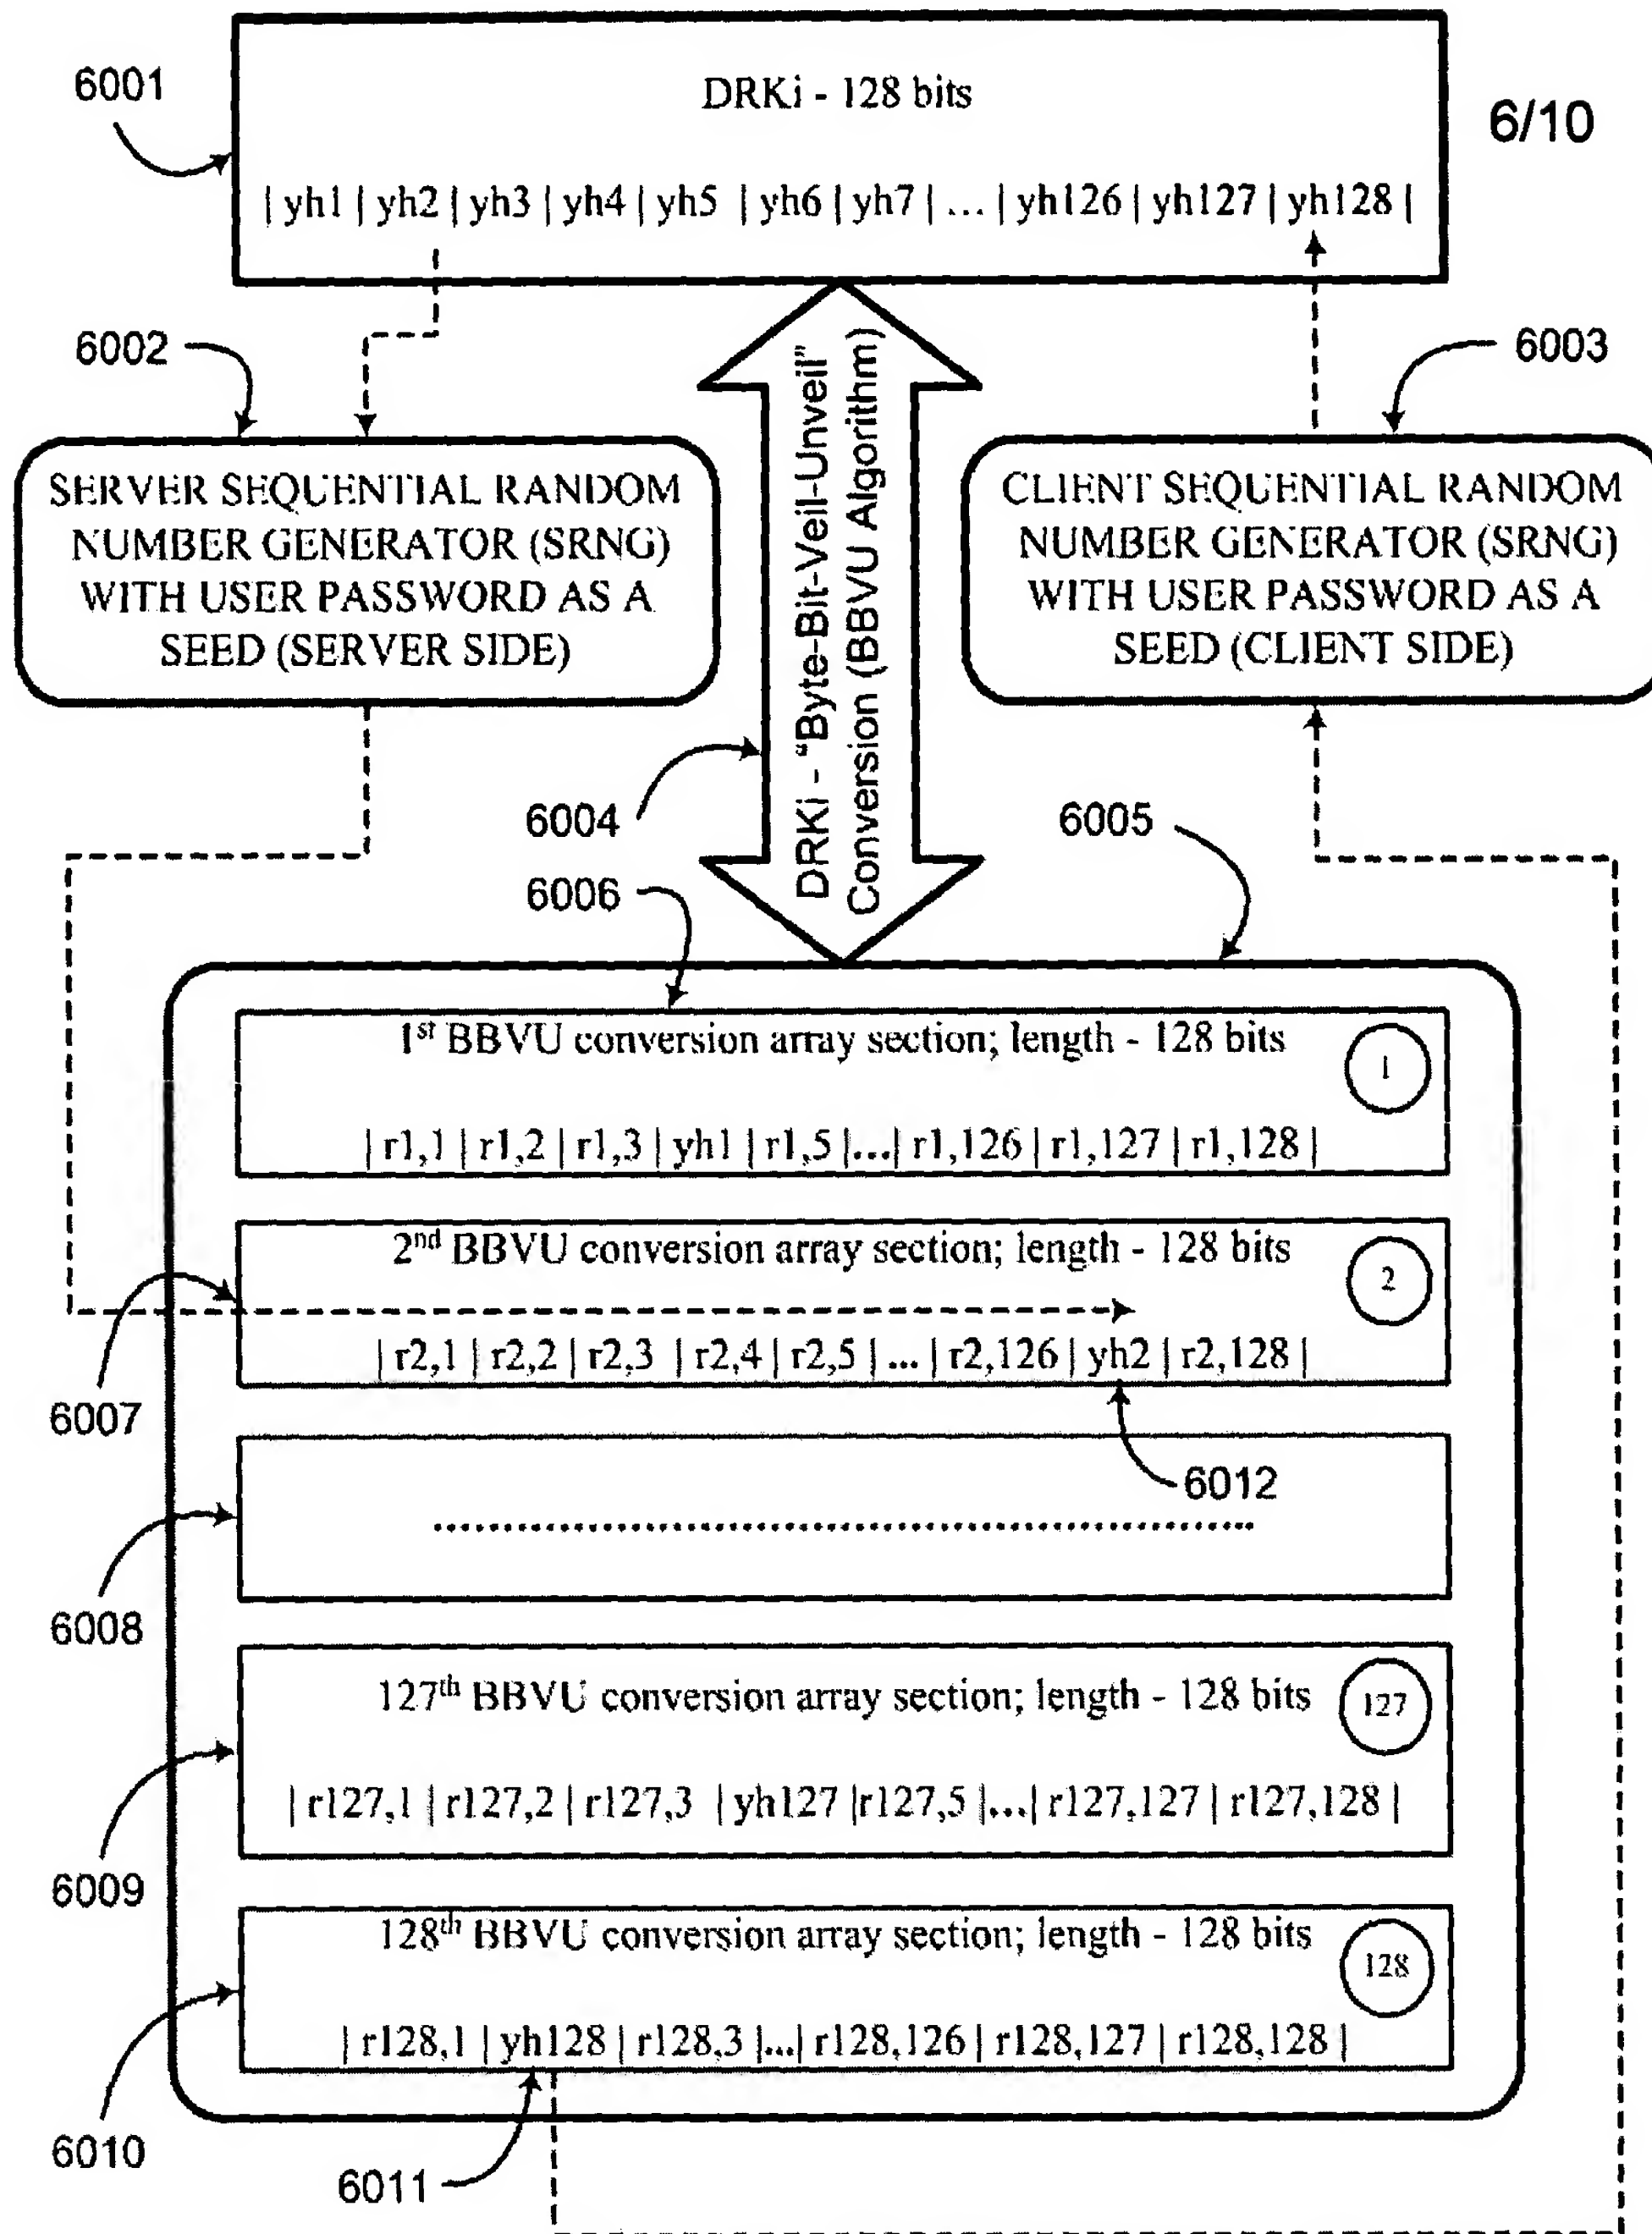 6001
DRKi - 128 bits
6/10
| yh1 | yh2 | yh3 | yh4 | yh5 | yh6 | yh7 | ... | yh126 | yh127 | yh128 |
6002
6003
SERVER SEQUENTIAL RANDOM
NUMBER GENERATOR (SRNG)
WITH USER PASSWORD AS A
SEED (SERVER SIDE)
DRKi - "Byte-Bit-Veil-Unveil"
Conversion (BBVU Algorithm)
CLIENT SEQUENTIAL RANDOM
NUMBER GENERATOR (SRNG)
WITH USER PASSWORD AS A
SEED (CLIENT SIDE)
6004
6005
6006
1st BBVU conversion array section; length - 128 bits
1
| r1,1 | r1,2 | r1,3 | yh1 | r1,5 |...| r1,126 | r1,127 | r1,128 |
2nd BBVU conversion array section; length - 128 bits
2
| r2,1 | r2,2 | r2,3 | r2,4 | r2,5 | ... | r2,126 | yh2 | r2,128 |
6007
6012
..........
6008
127th BBVU conversion array section; length - 128 bits
127
| r127,1 | r127,2 | r127,3 | yh127 |r127,5 |...| r127,127 | r127,128 |
6009
128th BBVU conversion array section; length - 128 bits
128
| r128,1 | yh128 | r128,3 |...| r128,126 | r128,127 | r128,128 |
6010
6011